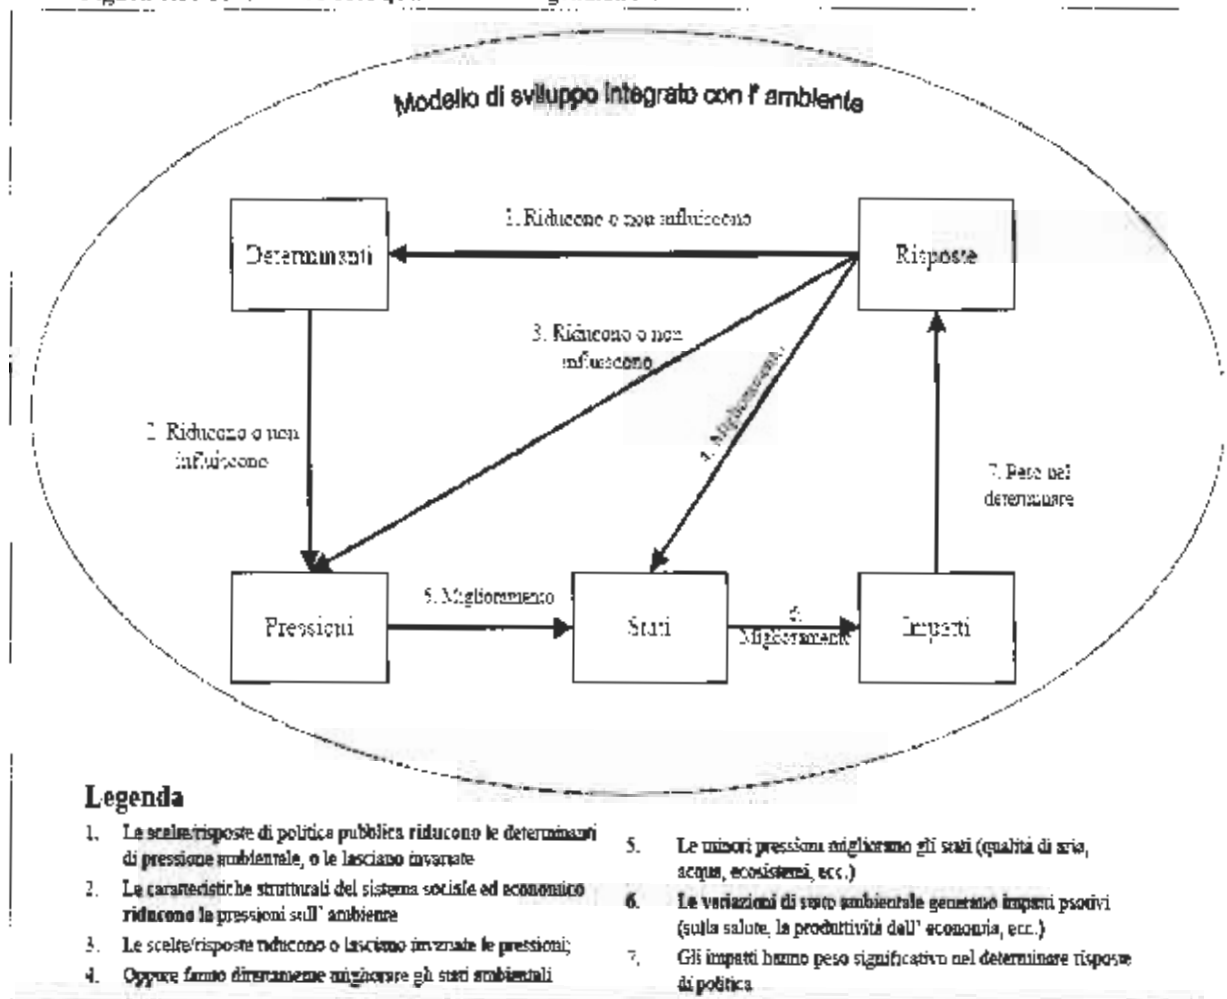 Modello di sviluppo integrato con l' ambiente
1. Riducono o non influiscono
Determinanti
Risposte
3. Riducono o non
influiscono
4. Miglioramento
2. Riducono o non
influiscono
7. Peso nel
determinare
5. Miglioramento
6.
Miglioramento
Pressioni
Stati
Impatti
Legenda
1. Le scelte/risposte di politica pubblica riducono le determinanti
di pressione ambientale, o le lasciano invariate
2. Le caratteristiche strutturali del sistema sociale ed economico
riducono le pressioni sull' ambiente
3. Le scelte/risposte riducono o lasciano invariate le pressioni;
4. Oppure fanno direttamente migliorare gli stati ambientali
5. Le minori pressioni migliorano gli stati (qualità di aria,
acqua, ecosistemi, ecc.)
6. Le variazioni di stato ambientale generano impatti psotivi
(sulla salute, la produttività dell' economia, ecc.)
7. Gli impatti hanno peso significativo nel determinare risposte
di politica